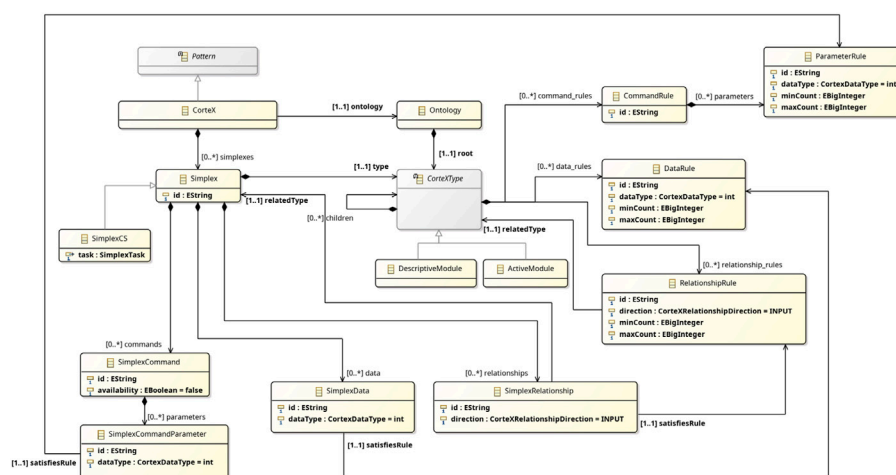 Pattern
ParameterRule
id : EString
dataType : CortexDataType = int
minCount : EBigInteger
maxCount : EBigInteger
CorteX
[1..1] ontology
Ontology
[0..*] command_rules
CommandRule
id : EString
[0..*] parameters
[0..*] simplexes
[1..1] root
Simplex
id : EString
[1..1] type
CorteXType
[0..*] data_rules
DataRule
id : EString
dataType : CortexDataType = int
minCount : EBigInteger
maxCount : EBigInteger
[1..1] relatedType
[0..*] children
[1..1] relatedType
SimplexCS
task : SimplexTask
DescriptiveModule
ActiveModule
[0..*] relationship_rules
RelationshipRule
id : EString
direction : CorteXRelationshipDirection = INPUT
minCount : EBigInteger
maxCount : EBigInteger
[0..*] commands
SimplexCommand
id : EString
availability : EBoolean = false
[0..*] data
SimplexData
id : EString
dataType : CortexDataType = int
[0..*] relationships
SimplexRelationship
id : EString
direction : CorteXRelationshipDirection = INPUT
[0..*] parameters
[1..1] satisfiesRule
SimplexCommandParameter
id : EString
dataType : CortexDataType = int
[1..1] satisfiesRule
[1..1] satisfiesRule